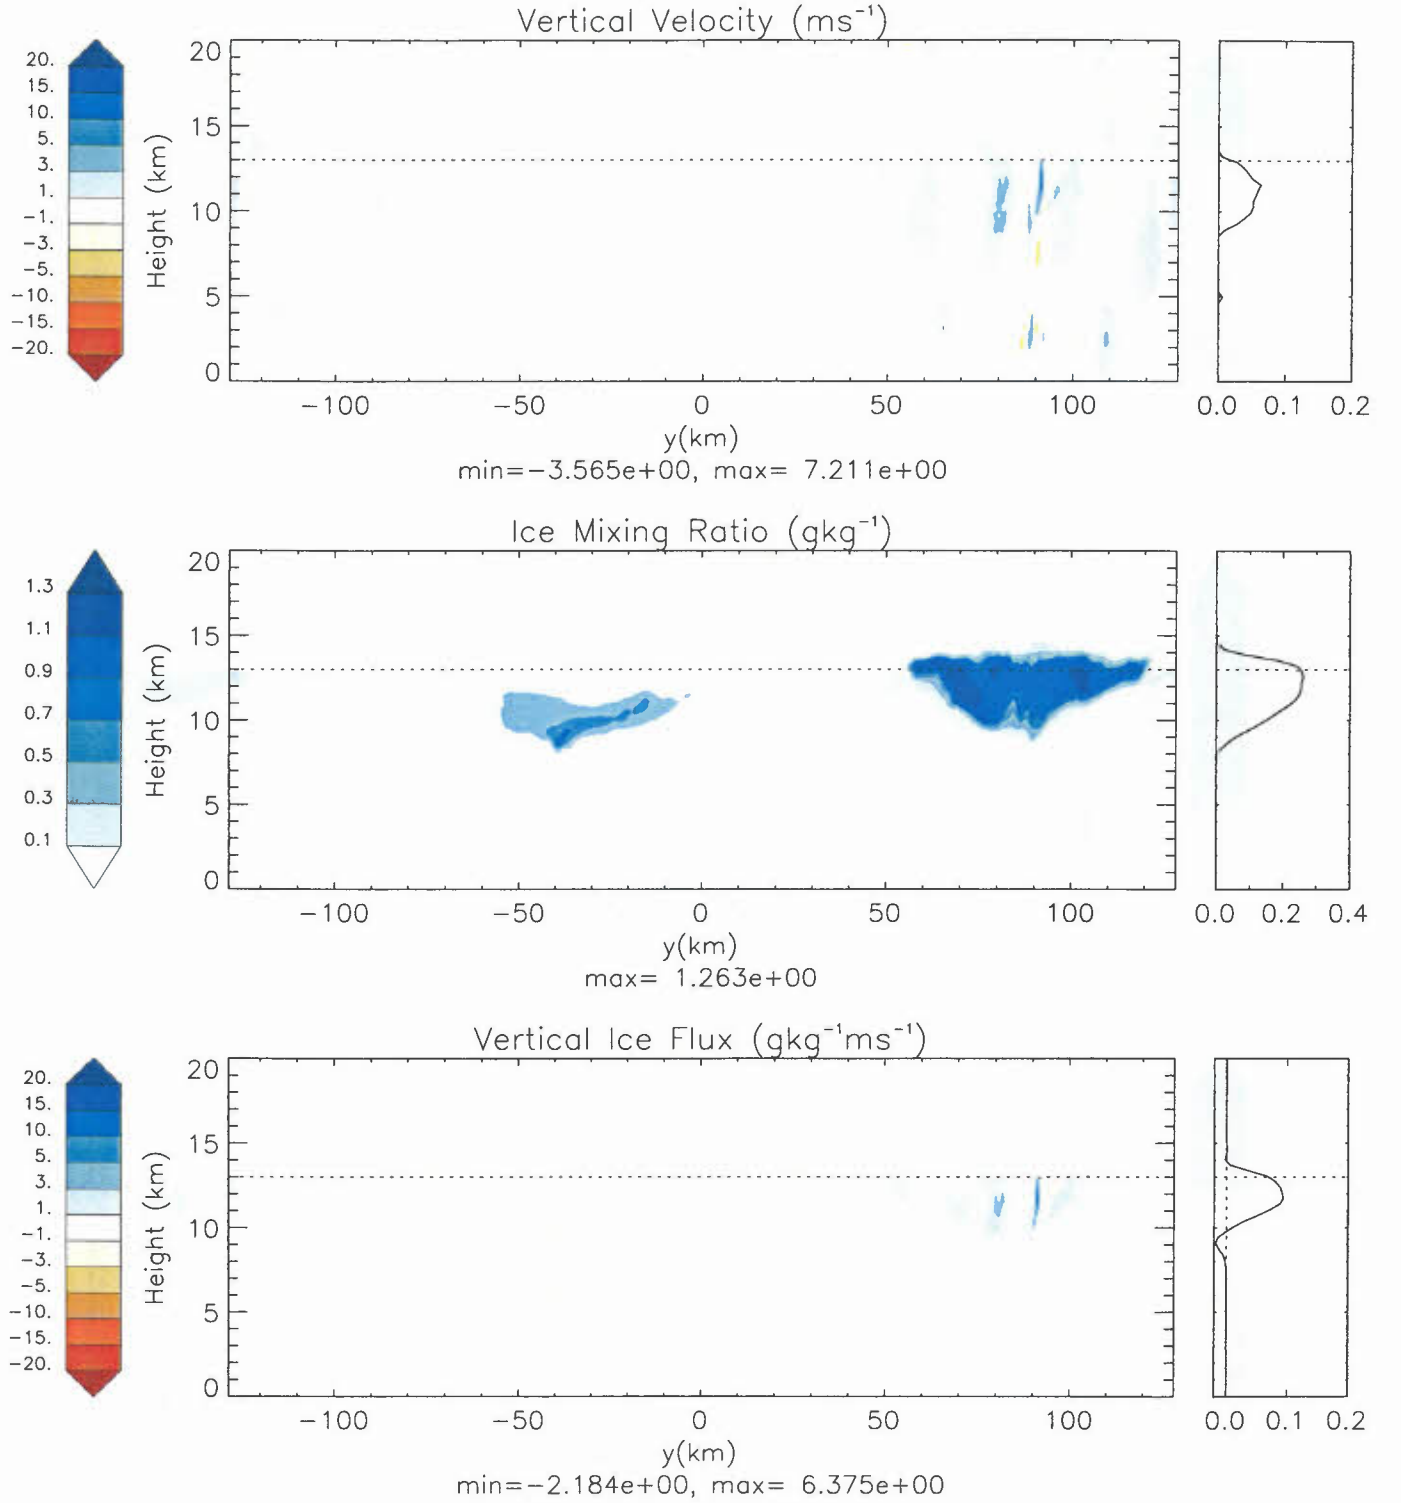 Vertical Velocity (ms⁻¹)
20.
15.
10.
5.
3.
1.
−1.
−3.
−5.
−10.
−15.
−20.
Height (km)
20
15
10
5
0
−100 −50 0 50 100
y(km)
min=−3.565e+00, max= 7.211e+00
0.0 0.1 0.2
Ice Mixing Ratio (gkg⁻¹)
1.3
1.1
0.9
0.7
0.5
0.3
0.1
Height (km)
20
15
10
5
0
−100 −50 0 50 100
y(km)
max= 1.263e+00
0.0 0.2 0.4
Vertical Ice Flux (gkg⁻¹ms⁻¹)
20.
15.
10.
5.
3.
1.
−1.
−3.
−5.
−10.
−15.
−20.
Height (km)
20
15
10
5
0
−100 −50 0 50 100
y(km)
min=−2.184e+00, max= 6.375e+00
0.0 0.1 0.2